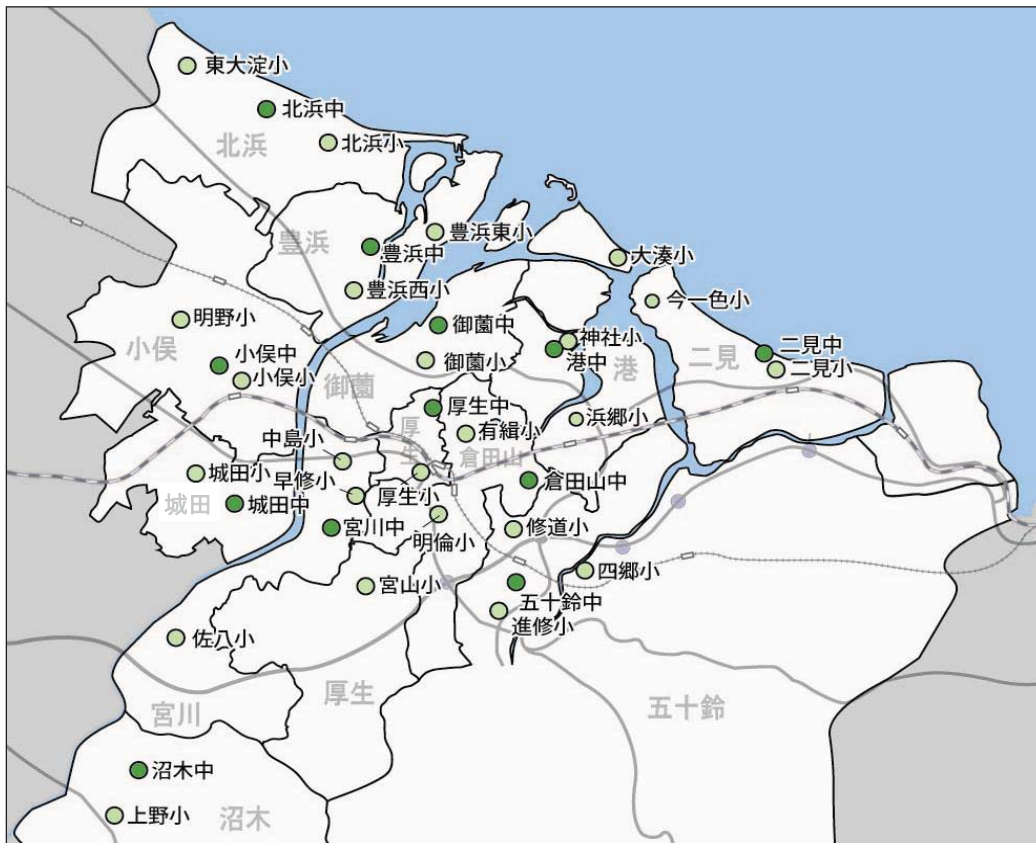 東大淀小
北浜中
北浜小
北浜
豊浜東小
豊浜
豊浜中
大湊小
豊浜西小
今一色小
明野小
御薗中
神社小
小俣
小俣中
港中
二見中
御薗小
港
二見
二見小
小俣小
御薗
厚生中
浜郷小
厚生
有緝小
中島小
倉田山
城田小
早修小
厚生小
倉田山中
城田
城田中
宮川中
明倫小
修道小
四郷小
宮山小
五十鈴中
進修小
佐八小
厚生
五十鈴
宮川
沼木中
上野小
沼木